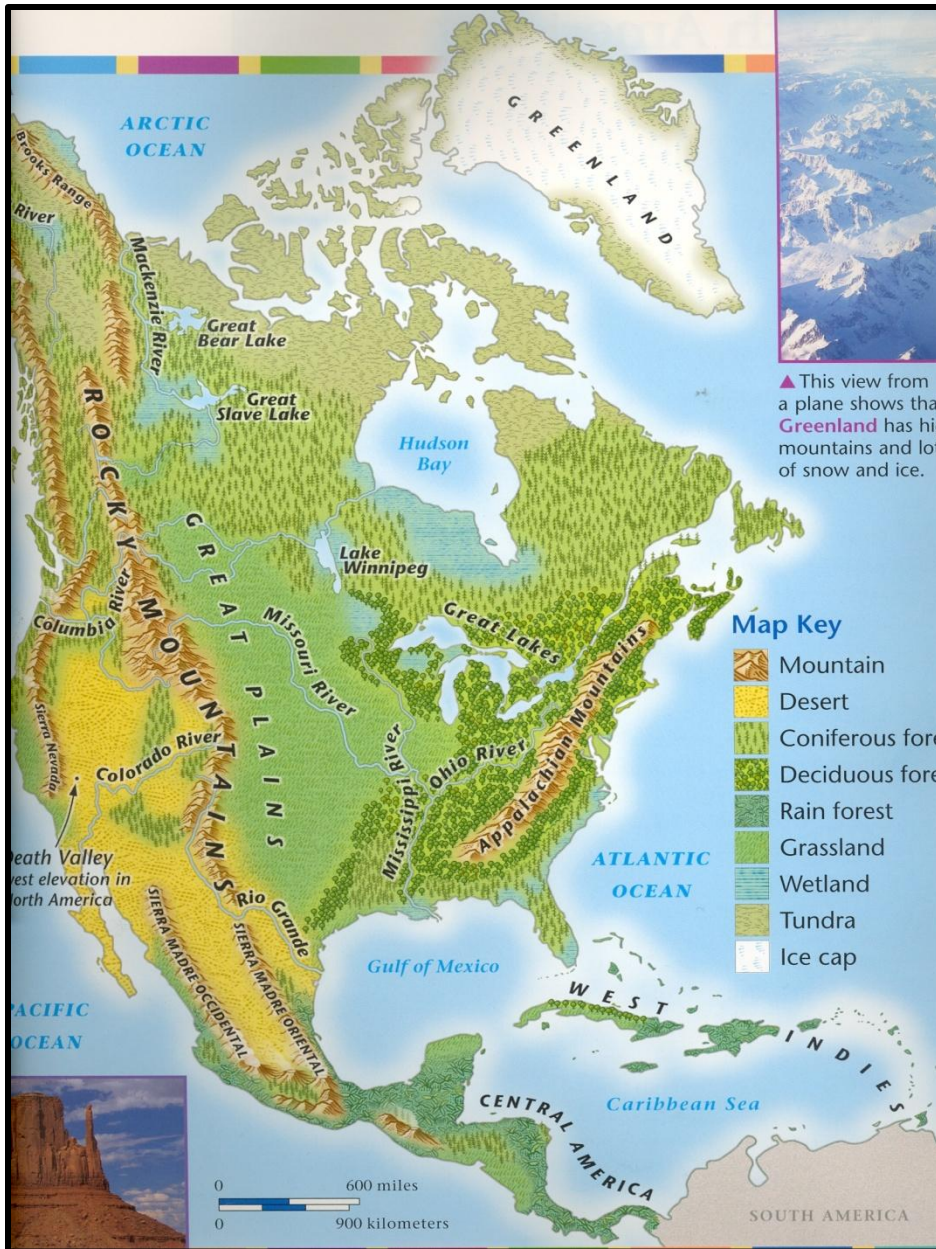 ARCTIC
OCEAN
GREENLAND
Brooks Range
River
Mackenzie River
Great
Bear Lake
Great
Slave Lake
▲ This view from
a plane shows tha
Greenland has hi
mountains and lot
of snow and ice.
Hudson
Bay
ROCKY MOUNTAINS
GREAT PLAINS
Lake
Winnipeg
Columbia River
Missouri River
Great Lakes
Map Key
Mountain
Desert
Coniferous fore
Deciduous fore
Rain forest
Grassland
Wetland
Tundra
Ice cap
Sierra Nevada
Colorado River
Mississippi River
Ohio River
Appalachian Mountains
Death Valley
west elevation in
North America
ATLANTIC
OCEAN
Rio Grande
SIERRA MADRE OCCIDENTAL
SIERRA MADRE ORIENTAL
Gulf of Mexico
PACIFIC
OCEAN
WEST INDIES
CENTRAL AMERICA
Caribbean Sea
0 600 miles
0 900 kilometers
SOUTH AMERICA